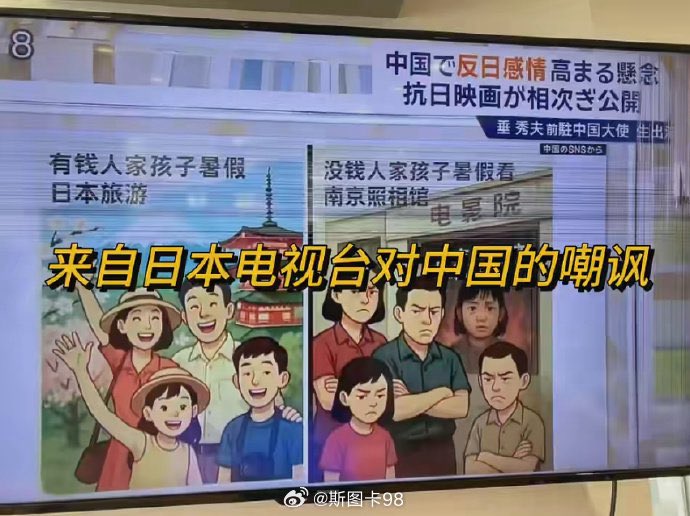 8
中国で反日感情高まる懸念
抗日映画が相次ぎ公開
垂 秀夫前駐中国大使 生出
中国のSNSから
有钱人家孩子暑假
日本旅游
没钱人家孩子暑假看
南京照相馆
电影院
来自日本电视台对中国的嘲讽
@斯图卡98